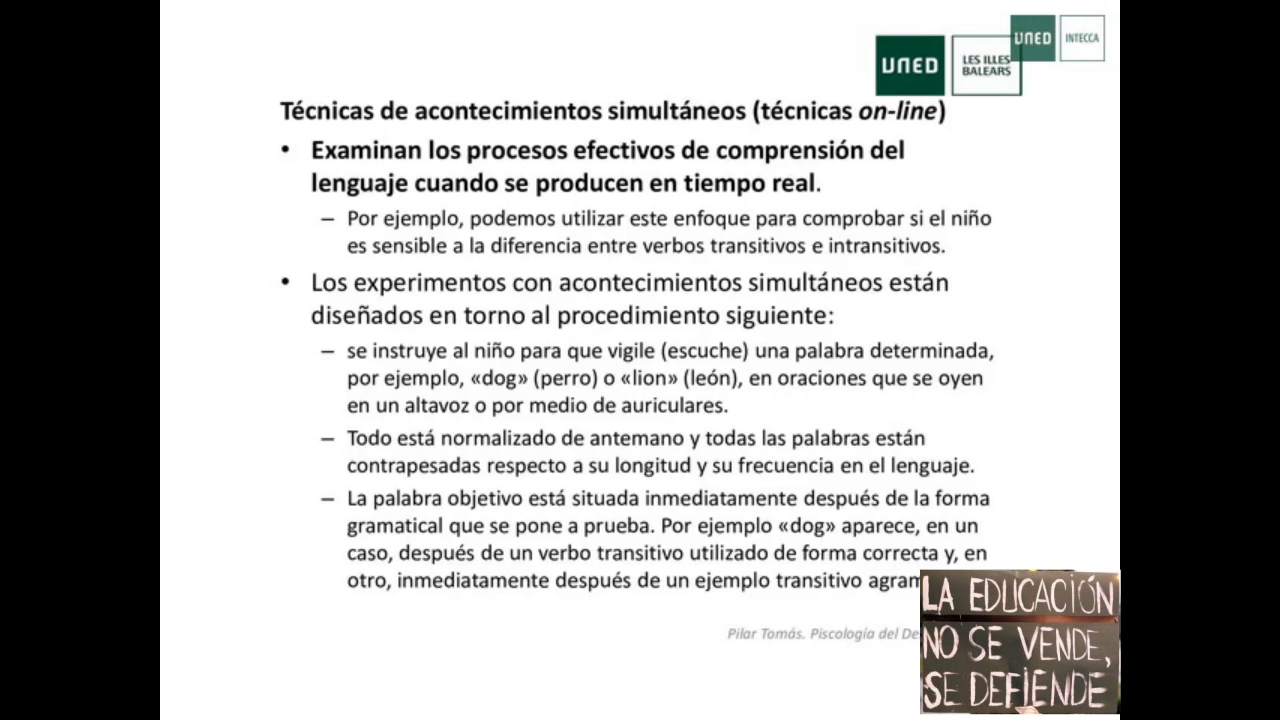 UNED
INTECCA
UNED
LES ILLES
BALEARS
Técnicas de acontecimientos simultáneos (técnicas on-line)
• Examinan los procesos efectivos de comprensión del
lenguaje cuando se producen en tiempo real.
– Por ejemplo, podemos utilizar este enfoque para comprobar si el niño
es sensible a la diferencia entre verbos transitivos e intransitivos.
• Los experimentos con acontecimientos simultáneos están
diseñados en torno al procedimiento siguiente:
– se instruye al niño para que vigile (escuche) una palabra determinada,
por ejemplo, «dog» (perro) o «lion» (león), en oraciones que se oyen
en un altavoz o por medio de auriculares.
– Todo está normalizado de antemano y todas las palabras están
contrapesadas respecto a su longitud y su frecuencia en el lenguaje.
– La palabra objetivo está situada inmediatamente después de la forma
gramatical que se pone a prueba. Por ejemplo «dog» aparece, en un
caso, después de un verbo transitivo utilizado de forma correcta y, en
otro, inmediatamente después de un ejemplo transitivo
Pilar Tomás. Piscología del
LA EDUCACIÓN
NO SE VENDE,
SE DEFIENDE